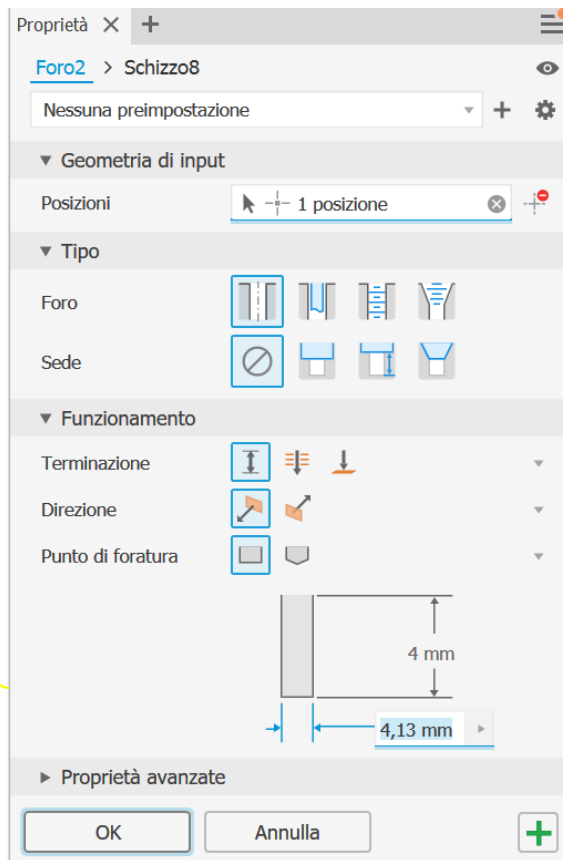 Proprietà
Foro2 > Schizzo8
Nessuna preimpostazione
Geometria di input
Posizioni 1 posizione
Tipo
Foro
Sede
Funzionamento
Terminazione
Direzione
Punto di foratura
4 mm
4,13 mm
Proprietà avanzate
OK Annulla